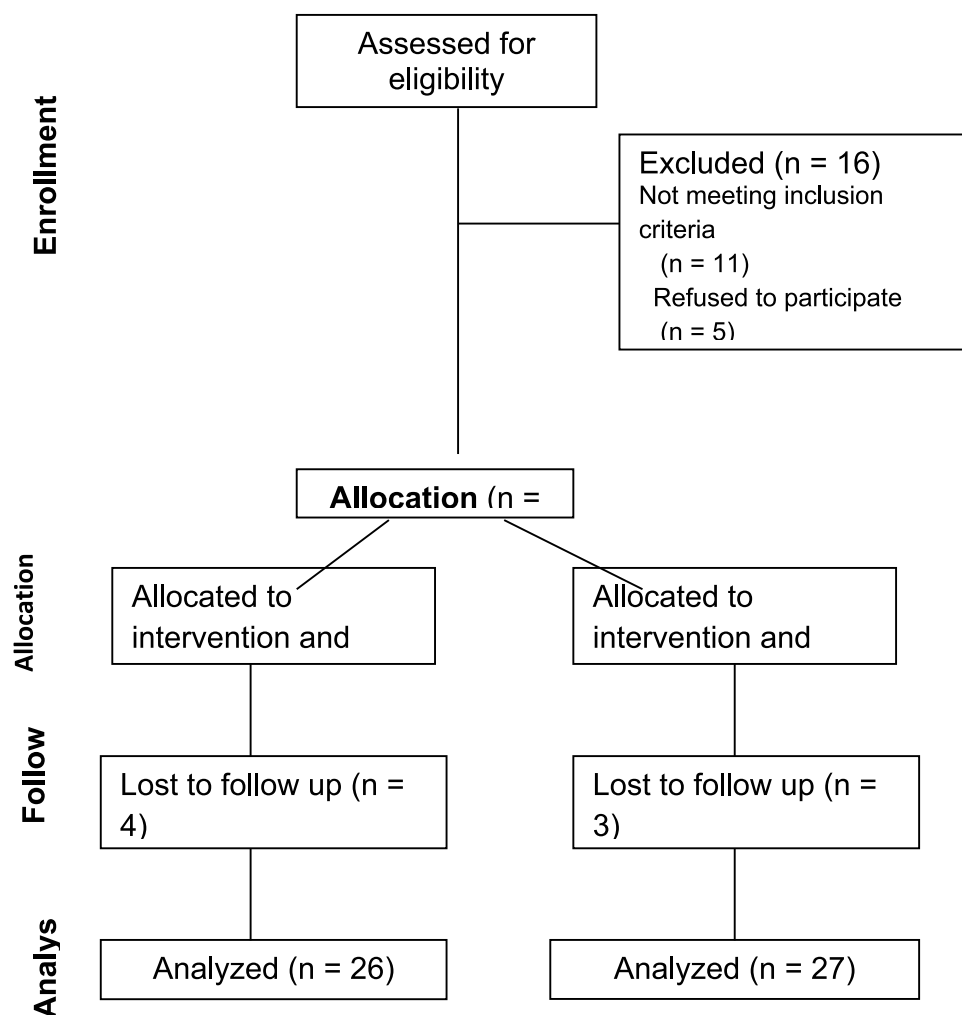 Enrollment
Assessed for
eligibility
Excluded (n = 16)
Not meeting inclusion
criteria
(n = 11)
Refused to participate
(n = 5)
Allocation (n =
Allocation
Allocated to
intervention and
Allocated to
intervention and
Follow
Lost to follow up (n =
4)
Lost to follow up (n =
3)
Analys
Analyzed (n = 26)
Analyzed (n = 27)